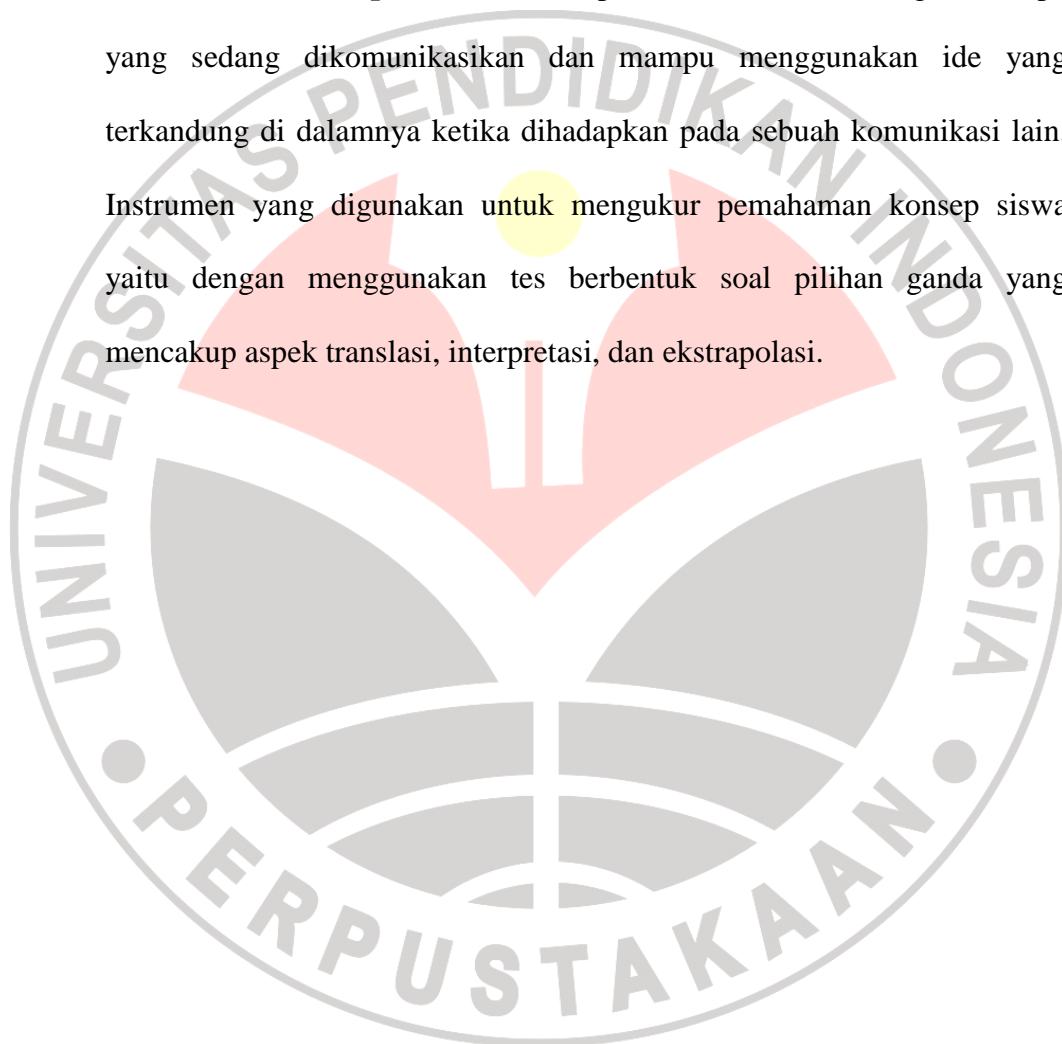 yang sedang dikomunikasikan dan mampu menggunakan ide yang
terkandung di dalamnya ketika dihadapkan pada sebuah komunikasi lain.
Instrumen yang digunakan untuk mengukur pemahaman konsep siswa
yaitu dengan menggunakan tes berbentuk soal pilihan ganda yang
mencakup aspek translasi, interpretasi, dan ekstrapolasi.
UNIVERSITAS PENDIDIKAN INDONESIA
PERPUSTAKAAN